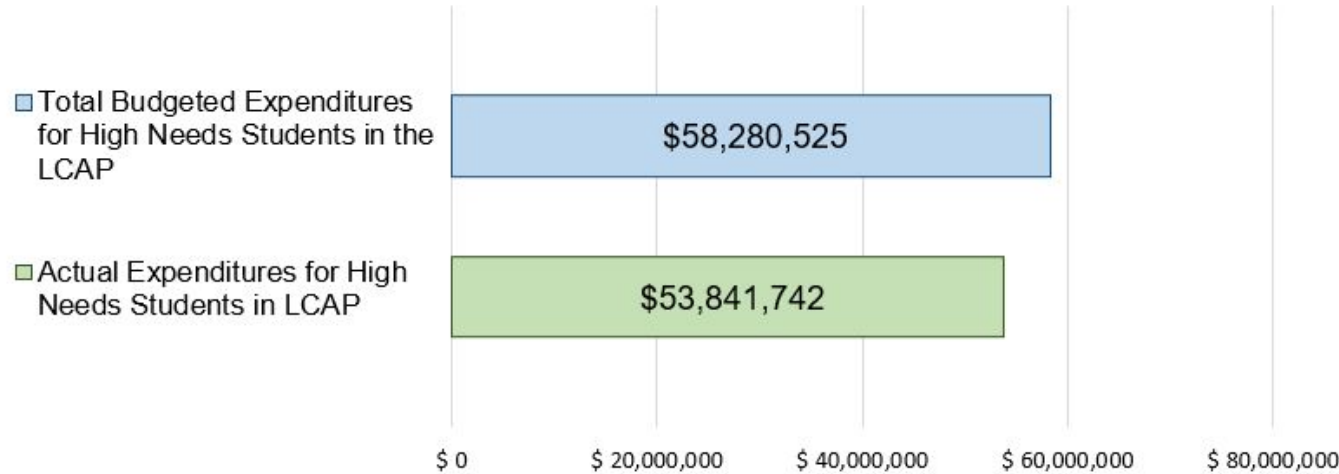 Total Budgeted Expenditures
for High Needs Students in the
LCAP
$58,280,525
Actual Expenditures for High
Needs Students in LCAP
$53,841,742
$ 0
$ 20,000,000
$ 40,000,000
$ 60,000,000
$ 80,000,000